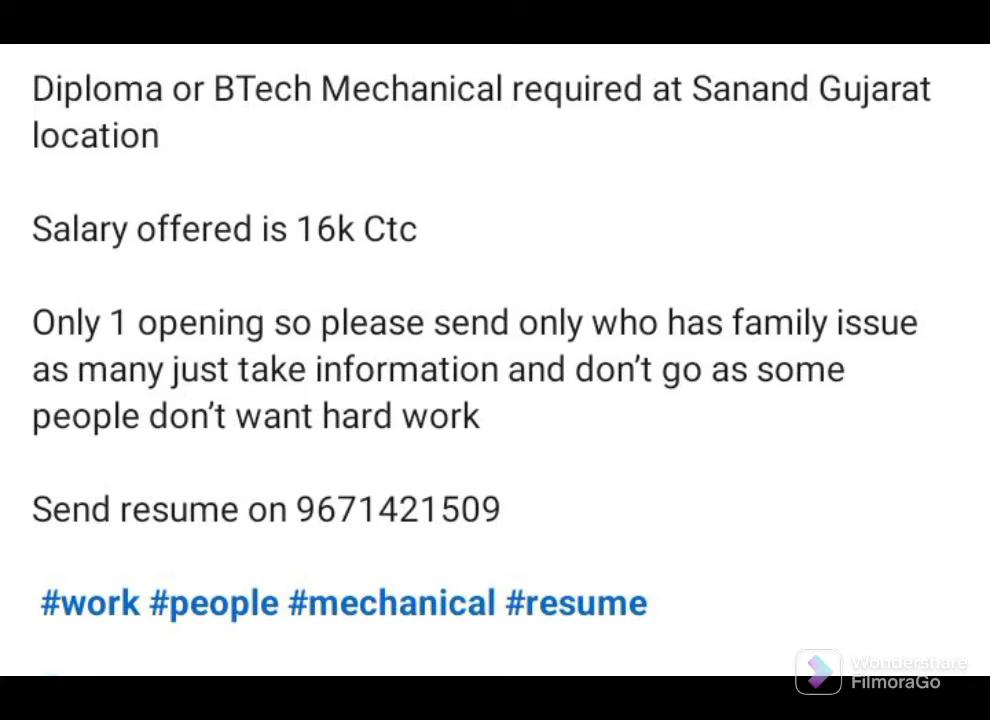 Diploma or BTech Mechanical required at Sanand Gujarat
location
Salary offered is 16k Ctc
Only 1 opening so please send only who has family issue
as many just take information and don’t go as some
people don’t want hard work
Send resume on 9671421509
#work #people #mechanical #resume
Wondershare
FilmoraGo